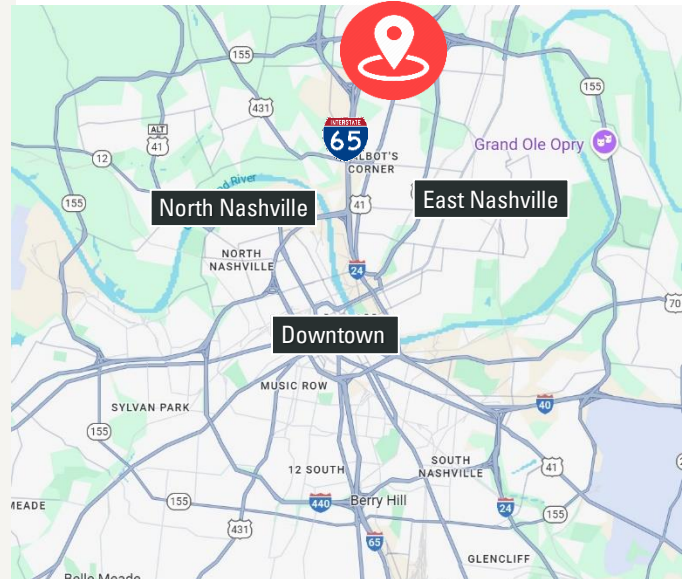 155
155
431
INTERSTATE
65
ALT
41
Grand Ole Opry
12
CORNER
155
41
North Nashville
East Nashville
NORTH
NASHVILLE
24
70
Downtown
MUSIC ROW
SYLVAN PARK
40
155
12 SOUTH
SOUTH
NASHVILLE
41
155
440
Berry Hill
24
155
431
65
GLENCLIFF
Belle Meade